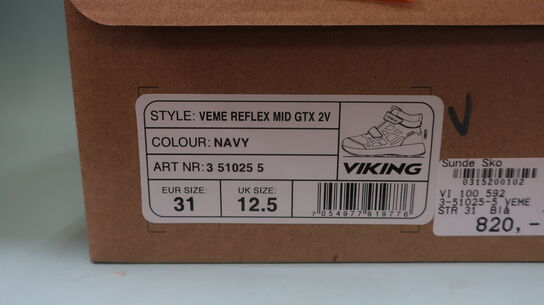 STYLE: VEME REFLEX MID GTX 2V
COLOUR: NAVY
ART NR: 3 51025 5
VIKING
EUR SIZE:
31
UK SIZE:
12.5
7 054977 919776
V
Sunde Sko
0315200102
VI 100 592
3-51025-5 VEME
STR 31 Blå
820,-